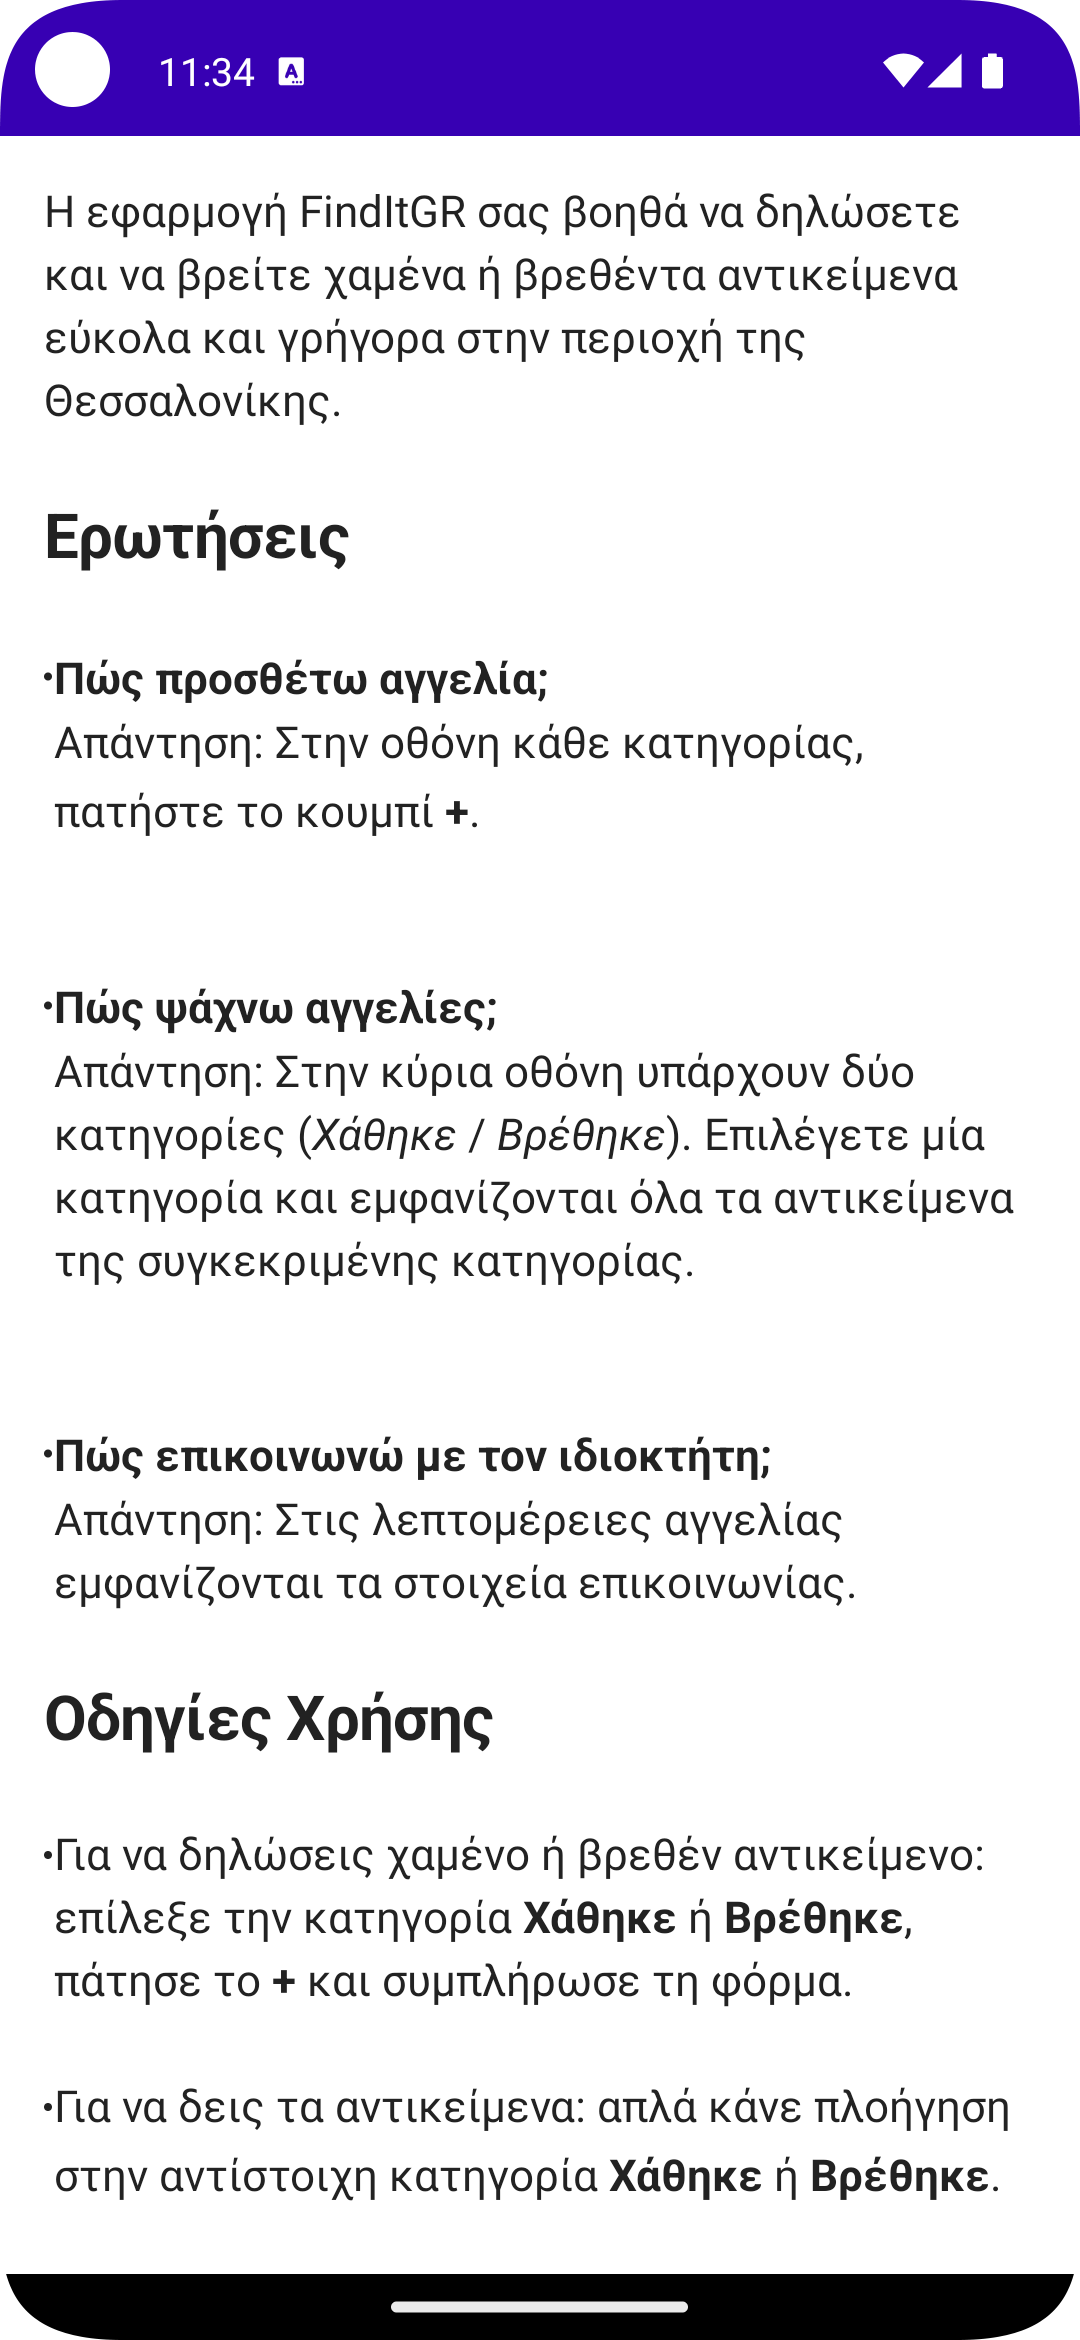 11:34
Η εφαρμογή FindItGR σας βοηθά να δηλώσετε
και να βρείτε χαμένα ή βρεθέντα αντικείμενα
εύκολα και γρήγορα στην περιοχή της
Θεσσαλονίκης.
Ερωτήσεις
•Πώς προσθέτω αγγελία;
Απάντηση: Στην οθόνη κάθε κατηγορίας,
πατήστε το κουμπί +.
•Πώς ψάχνω αγγελίες;
Απάντηση: Στην κύρια οθόνη υπάρχουν δύο
κατηγορίες (Χάθηκε / Βρέθηκε). Επιλέγετε μία
κατηγορία και εμφανίζονται όλα τα αντικείμενα
της συγκεκριμένης κατηγορίας.
•Πώς επικοινωνώ με τον ιδιοκτήτη;
Απάντηση: Στις λεπτομέρειες αγγελίας
εμφανίζονται τα στοιχεία επικοινωνίας.
Οδηγίες Χρήσης
•Για να δηλώσεις χαμένο ή βρεθέν αντικείμενο:
επίλεξε την κατηγορία Χάθηκε ή Βρέθηκε,
πάτησε το + και συμπλήρωσε τη φόρμα.
•Για να δεις τα αντικείμενα: απλά κάνε πλοήγηση
στην αντίστοιχη κατηγορία Χάθηκε ή Βρέθηκε.